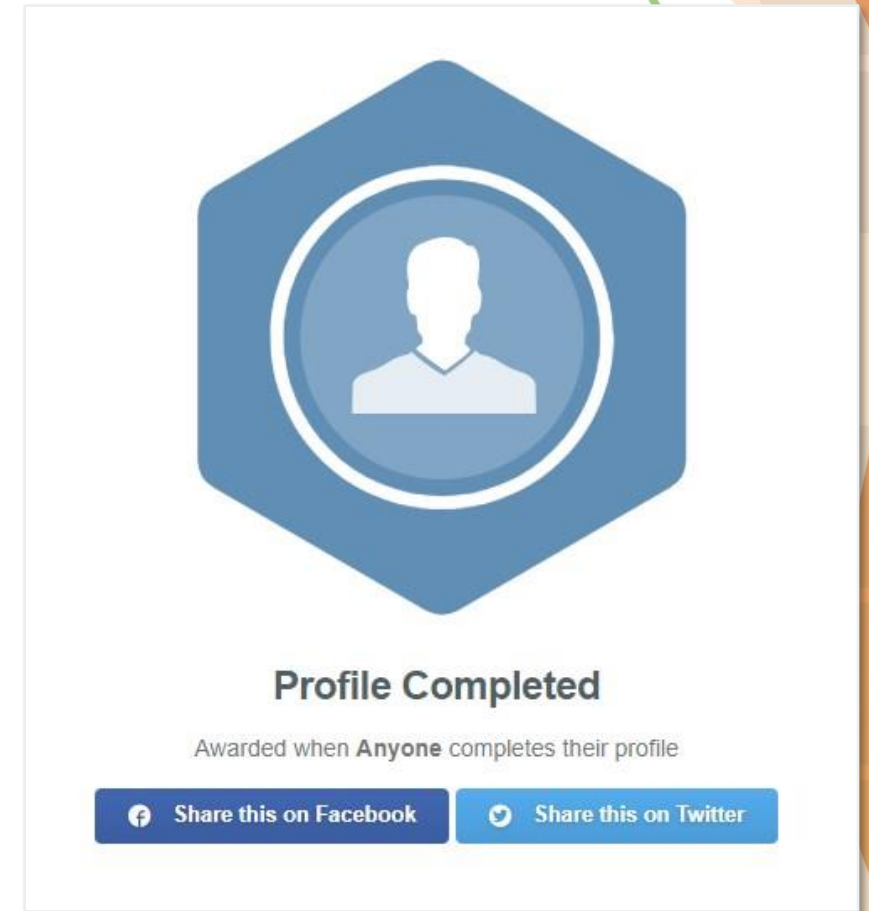 Profile Completed
Awarded when Anyone completes their profile
Share this on Facebook
Share this on Twitter